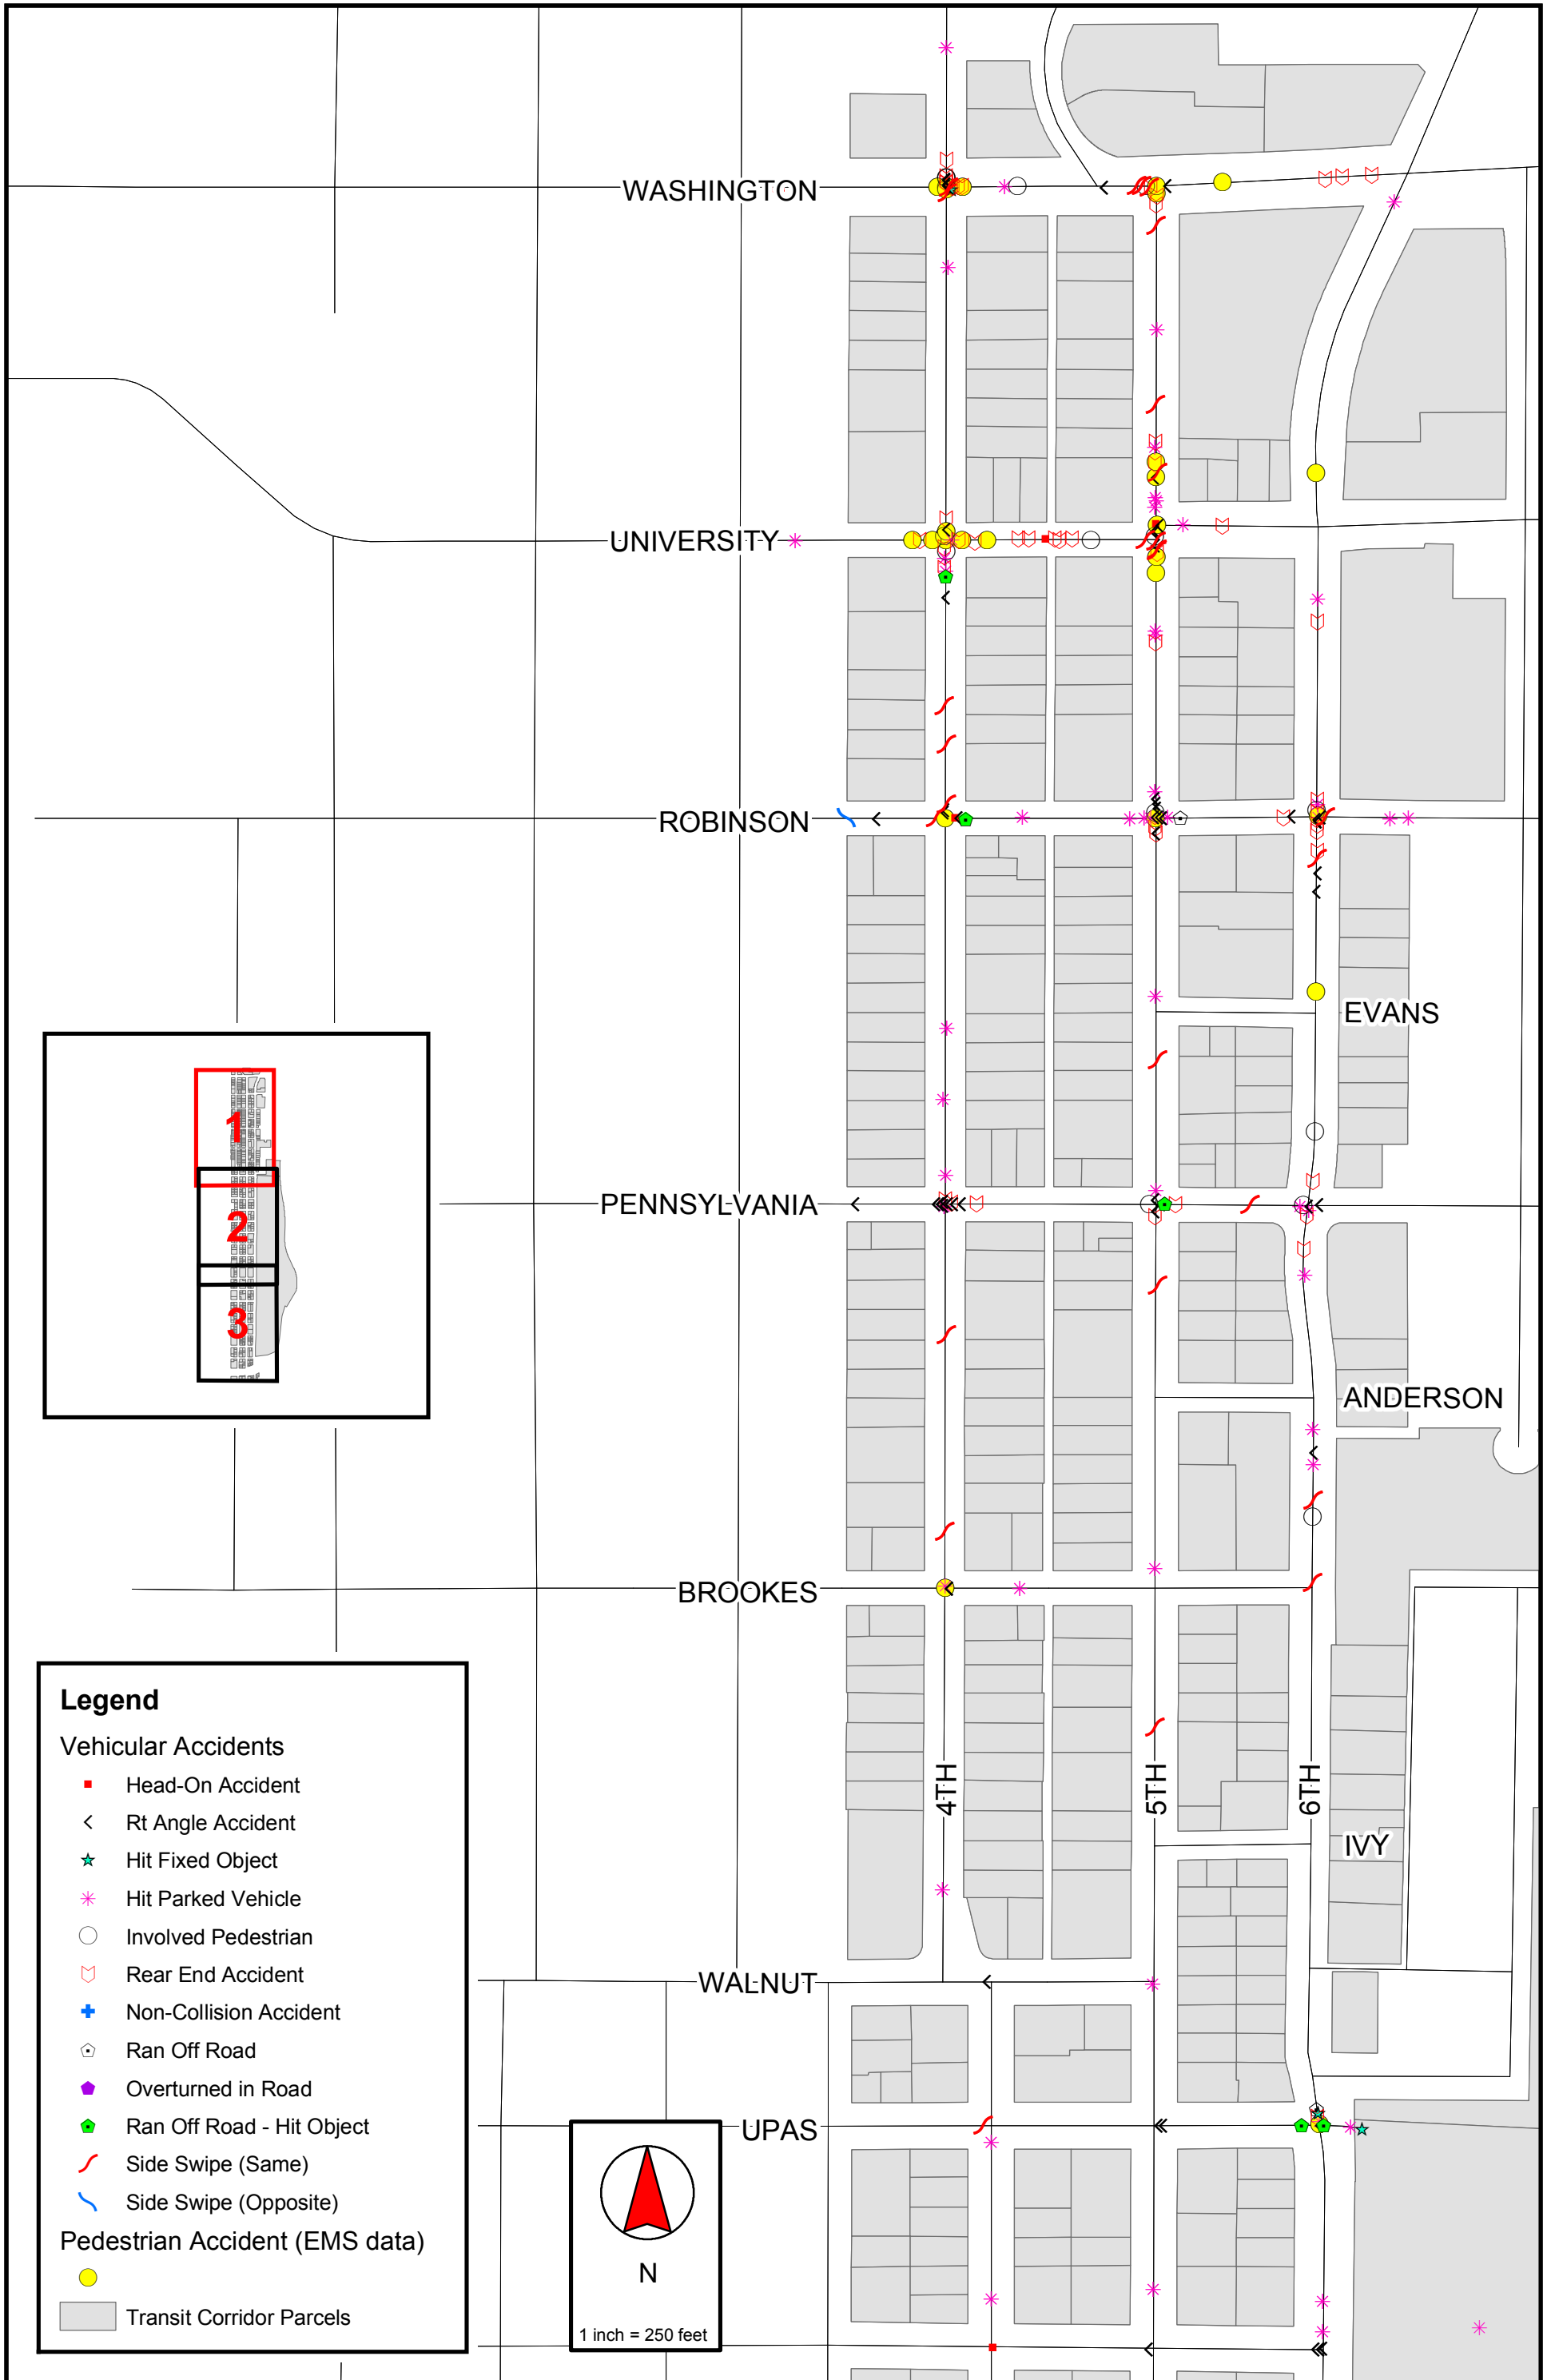 WASHINGTON
UNIVERSITY
ROBINSON
EVANS
1
PENNSYLVANIA
2
3
ANDERSON
BROOKES
4TH
5TH
6TH
IVY
WALNUT
UPAS
Legend
Vehicular Accidents
Head-On Accident
Rt Angle Accident
Hit Fixed Object
Hit Parked Vehicle
Involved Pedestrian
Rear End Accident
Non-Collision Accident
Ran Off Road
Overturned in Road
Ran Off Road - Hit Object
Side Swipe (Same)
Side Swipe (Opposite)
Pedestrian Accident (EMS data)
Transit Corridor Parcels
N
1 inch = 250 feet